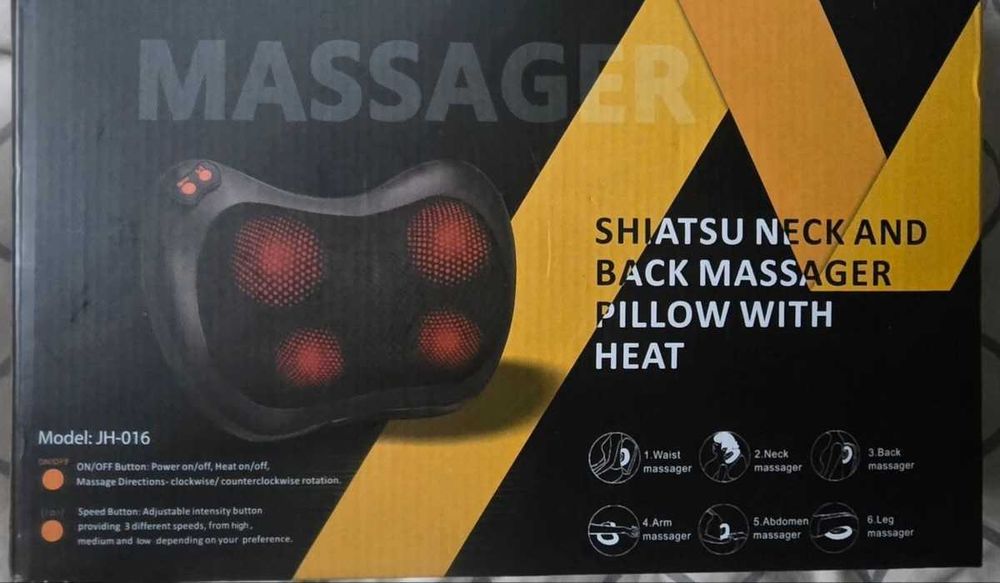 MASSAGER
SHIATSU NECK AND
BACK MASSAGER
PILLOW WITH
HEAT
Model: JH-016
ON/OFF
ON/OFF Button: Power on/off, Heat on/off,
Massage Directions- clockwise/ counterclockwise rotation.
Speed Button: Adjustable intensity button
providing 3 different speeds, from high,
medium and low depending on your preference.
1.Waist
massager
2.Neck
massager
3.Back
massager
4.Arm
massager
5.Abdomen
massager
6.Leg
massager